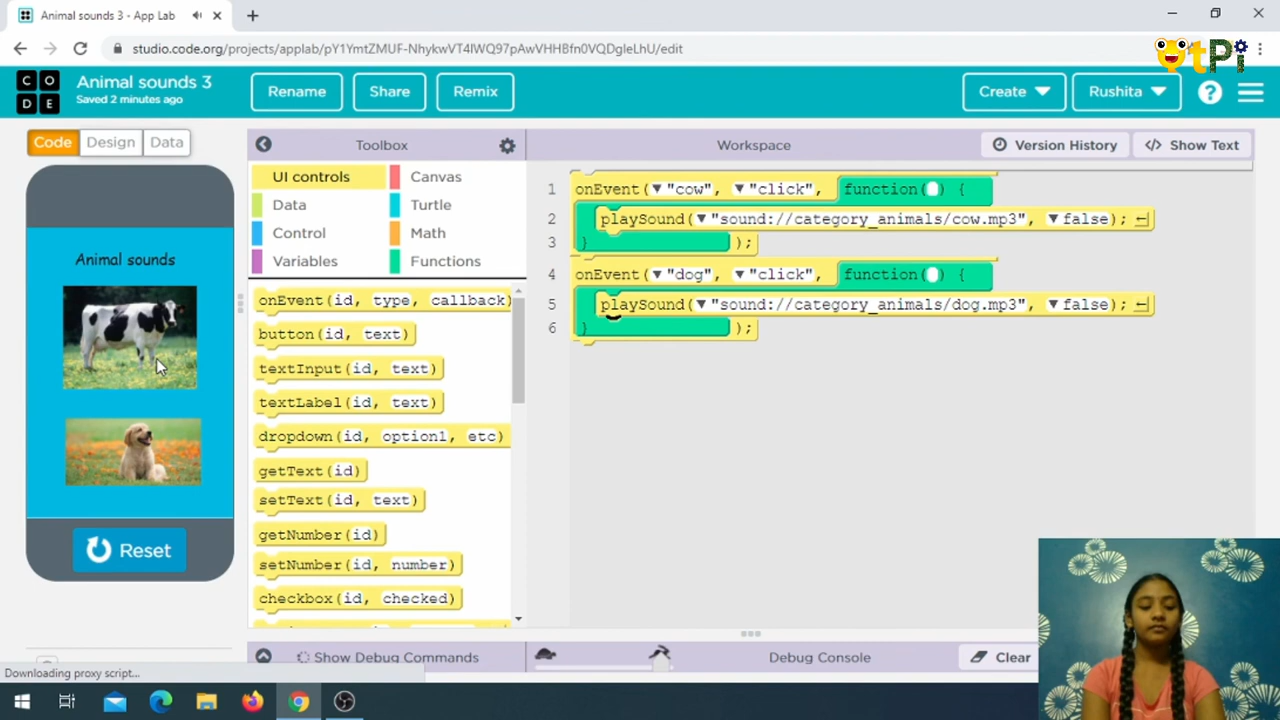 Animal sounds 3 - App Lab
studio.code.org/projects/applab/pY1YmtZMUF-NhykwVT4IWQ97pAwVHHBfn0VQDgleLhU/edit
OtPi
C O D E
Animal sounds 3
Saved 2 minutes ago
Rename
Share
Remix
Create
Rushita
?
Code
Design
Data
Toolbox
Workspace
Version History
</> Show Text
UI controls
Canvas
Data
Turtle
Control
Math
Variables
Functions
onEvent(id, type, callback)
button(id, text)
textInput(id, text)
textLabel(id, text)
dropdown(id, option1, etc)
getText(id)
setText(id, text)
getNumber(id)
setNumber(id, number)
checkbox(id, checked)
1 onEvent(▼"cow", ▼"click", function() {
2 playSound(▼"sound://category_animals/cow.mp3", ▼false);
3 } );
4 onEvent(▼"dog", ▼"click", function() {
5 playSound(▼"sound://category_animals/dog.mp3", ▼false);
6 } );
Animal sounds
Reset
Show Debug Commands
Debug Console
Clear
Downloading proxy script...